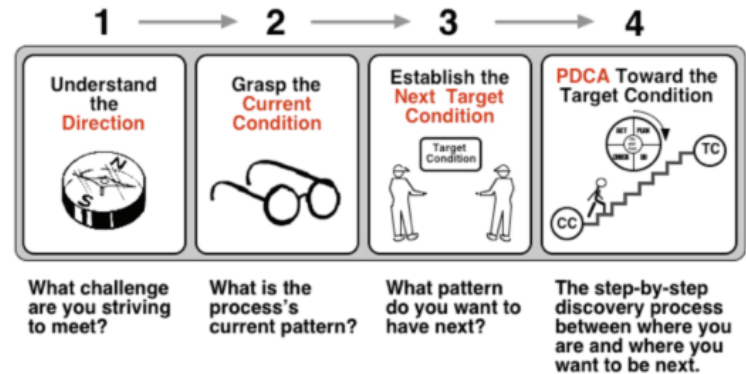 1
2
3
4
Understand
the
Direction
N
S
Grasp the
Current
Condition
Establish the
Next Target
Condition
Target
Condition
PDCA Toward the
Target Condition
ACT PLAN
CHECK DO
TC
CC
What challenge
are you striving
to meet?
What is the
process's
current pattern?
What pattern
do you want to
have next?
The step-by-step
discovery process
between where you
are and where you
want to be next.